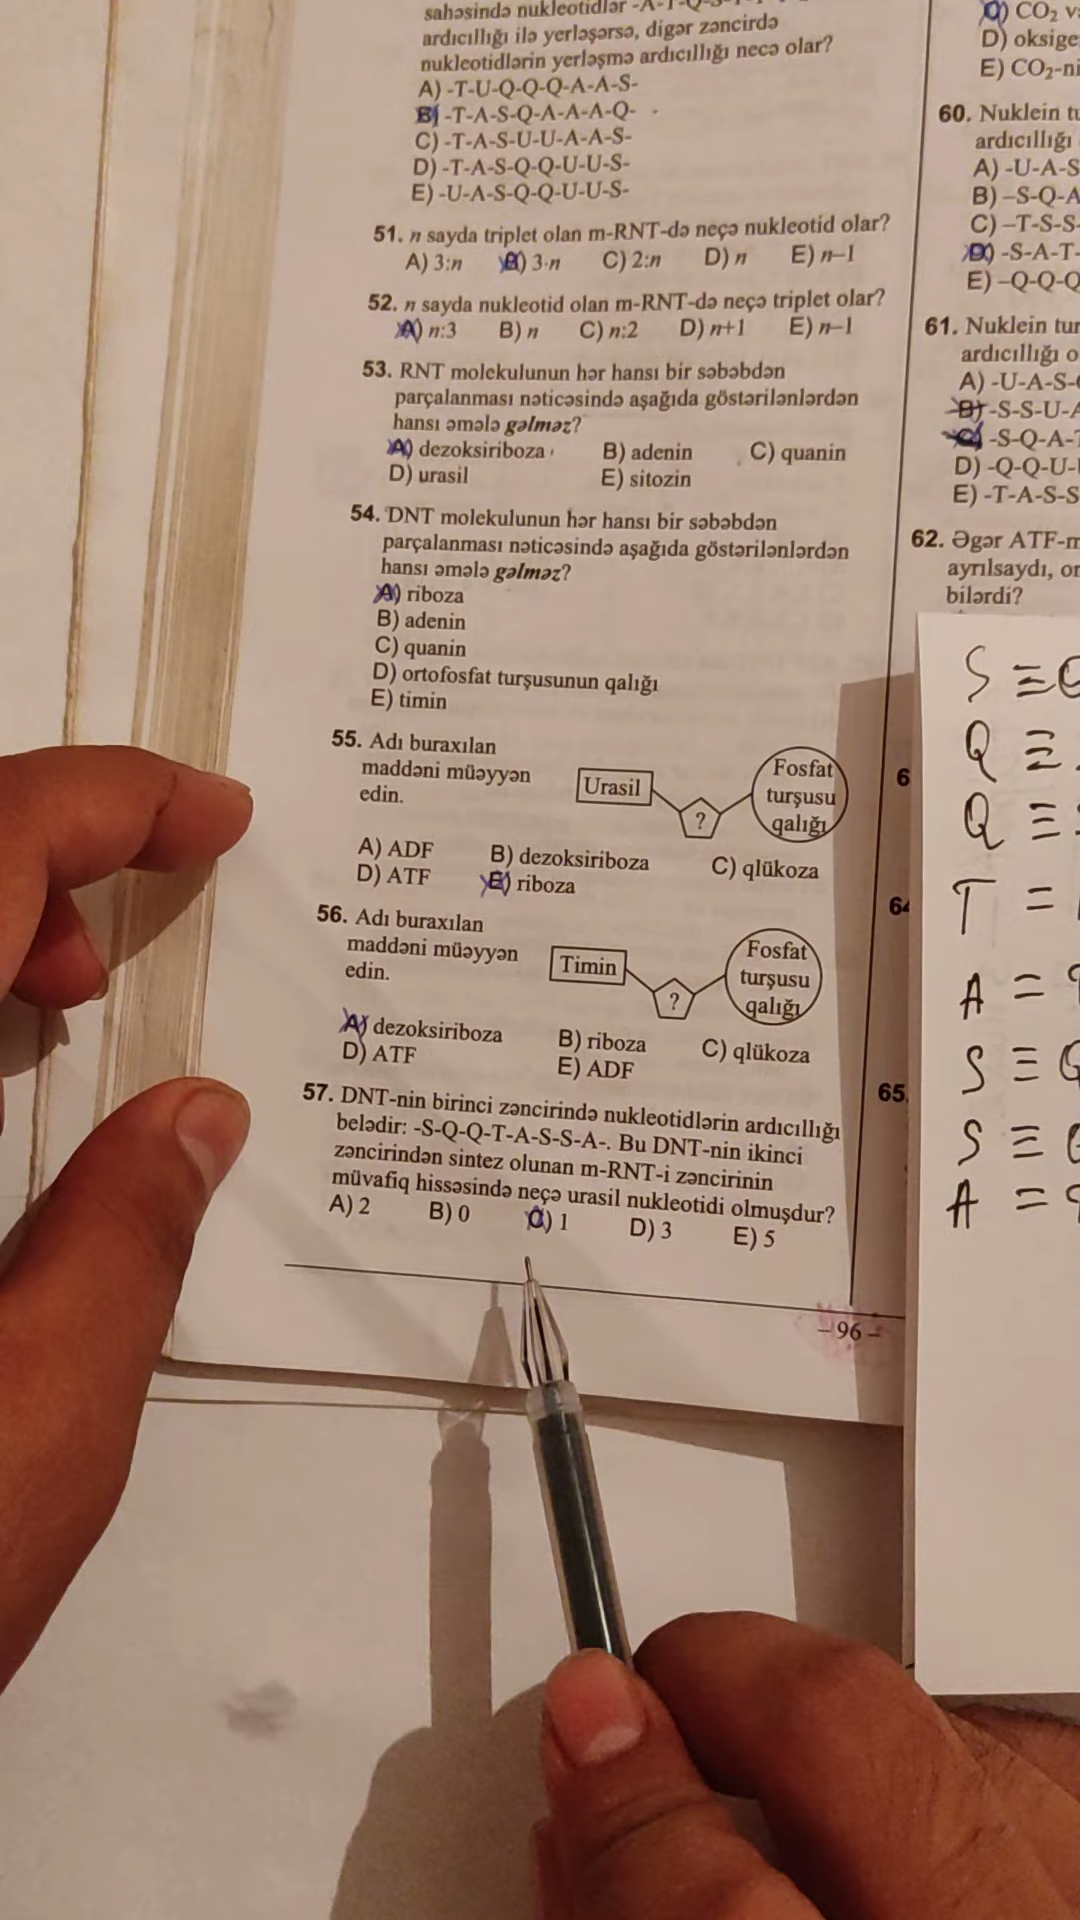 sahəsində nukleotidlər -A-T-Q-S-
ardıcıllığı ilə yerləşərsə, digər zəncirdə
nukleotidlərin yerləşmə ardıcıllığı necə olar?
A) -T-U-Q-Q-Q-A-A-S-
B) -T-A-S-Q-A-A-A-Q-
C) -T-A-S-U-U-A-A-S-
D) -T-A-S-Q-Q-U-U-S-
E) -U-A-S-Q-Q-U-U-S-
51. n sayda triplet olan m-RNT-də neçə nukleotid olar?
A) 3:n B) 3·n C) 2:n D) n E) n–1
52. n sayda nukleotid olan m-RNT-də neçə triplet olar?
A) n:3 B) n C) n:2 D) n+1 E) n–1
53. RNT molekulunun hər hansı bir səbəbdən
parçalanması nəticəsində aşağıda göstərilənlərdən
hansı əmələ gəlməz?
A) dezoksiriboza B) adenin C) quanin
D) urasil E) sitozin
54. DNT molekulunun hər hansı bir səbəbdən
parçalanması nəticəsində aşağıda göstərilənlərdən
hansı əmələ gəlməz?
A) riboza
B) adenin
C) quanin
D) ortofosfat turşusunun qalığı
E) timin
55. Adı buraxılan
maddəni müəyyən
edin.
Urasil
?
Fosfat
turşusu
qalığı
A) ADF B) dezoksiriboza C) qlükoza
D) ATF E) riboza
56. Adı buraxılan
maddəni müəyyən
edin.
Timin
?
Fosfat
turşusu
qalığı
A) dezoksiriboza B) riboza C) qlükoza
D) ATF E) ADF
57. DNT-nin birinci zəncirində nukleotidlərin ardıcıllığı
belədir: -S-Q-Q-T-A-S-S-A-. Bu DNT-nin ikinci
zəncirindən sintez olunan m-RNT-i zəncirinin
müvafiq hissəsində neçə urasil nukleotidi olmuşdur?
A) 2 B) 0 C) 1 D) 3 E) 5
– 96 –
C) CO₂ v
D) oksige
E) CO₂-ni
60. Nuklein tu
ardıcıllığı
A) -U-A-S
B) –S-Q-A
C) –T-S-S-
D) -S-A-T-
E) –Q-Q-Q
61. Nuklein tur
ardıcıllığı o
A) -U-A-S-
B) -S-S-U-A
C) -S-Q-A-T
D) -Q-Q-U-
E) -T-A-S-S
62. Əgər ATF-m
ayrılsaydı, or
bilərdi?
6
64
65.
S ≡
Q ≡
Q ≡
T =
A =
S ≡
S ≡
A =